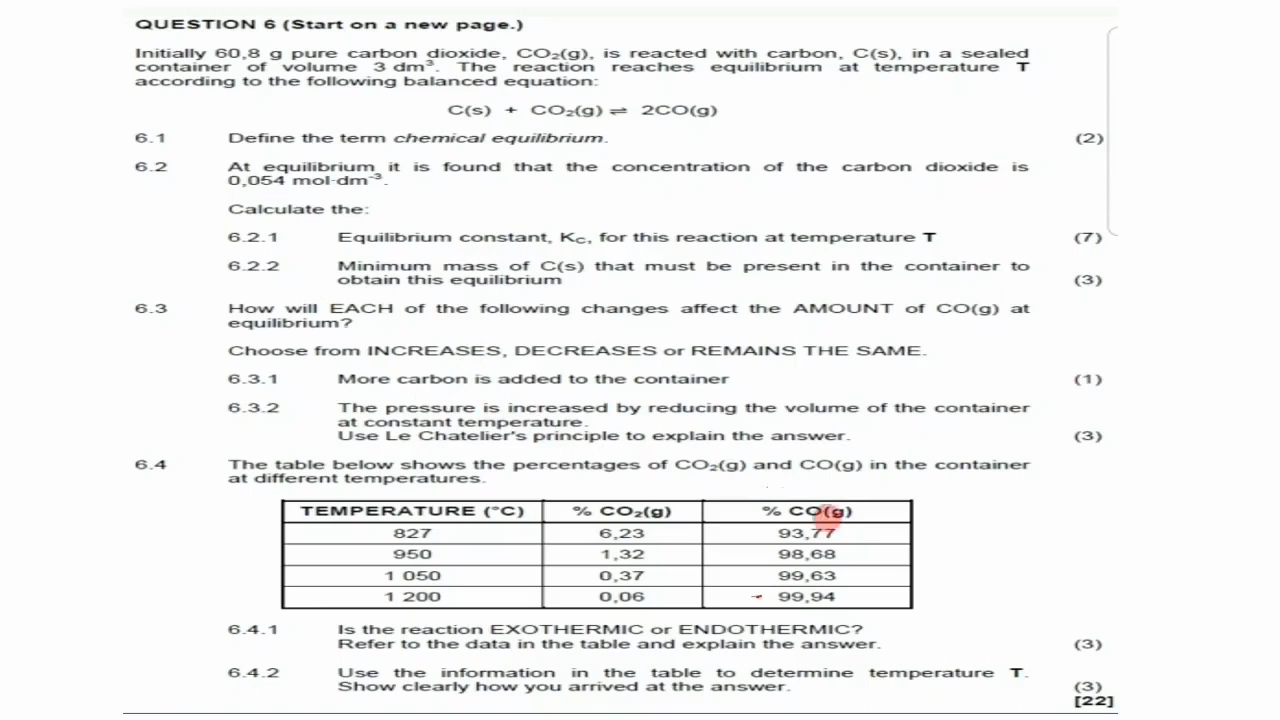 QUESTION 6 (Start on a new page.)
Initially 60,8 g pure carbon dioxide, CO₂(g), is reacted with carbon, C(s), in a sealed
container of volume 3 dm³. The reaction reaches equilibrium at temperature T
according to the following balanced equation:
C(s) + CO₂(g) ⇌ 2CO(g)
6.1 Define the term chemical equilibrium. (2)
6.2 At equilibrium it is found that the concentration of the carbon dioxide is
0,054 mol·dm⁻³.
Calculate the:
6.2.1 Equilibrium constant, KC, for this reaction at temperature T (7)
6.2.2 Minimum mass of C(s) that must be present in the container to
obtain this equilibrium (3)
6.3 How will EACH of the following changes affect the AMOUNT of CO(g) at
equilibrium?
Choose from INCREASES, DECREASES or REMAINS THE SAME.
6.3.1 More carbon is added to the container (1)
6.3.2 The pressure is increased by reducing the volume of the container
at constant temperature.
Use Le Chatelier's principle to explain the answer. (3)
6.4 The table below shows the percentages of CO₂(g) and CO(g) in the container
at different temperatures.
TEMPERATURE (°C) % CO₂(g) % CO(g)
827 6,23 93,77
950 1,32 98,68
1 050 0,37 99,63
1 200 0,06 99,94
6.4.1 Is the reaction EXOTHERMIC or ENDOTHERMIC?
Refer to the data in the table and explain the answer. (3)
6.4.2 Use the information in the table to determine temperature T.
Show clearly how you arrived at the answer. (3)
[22]